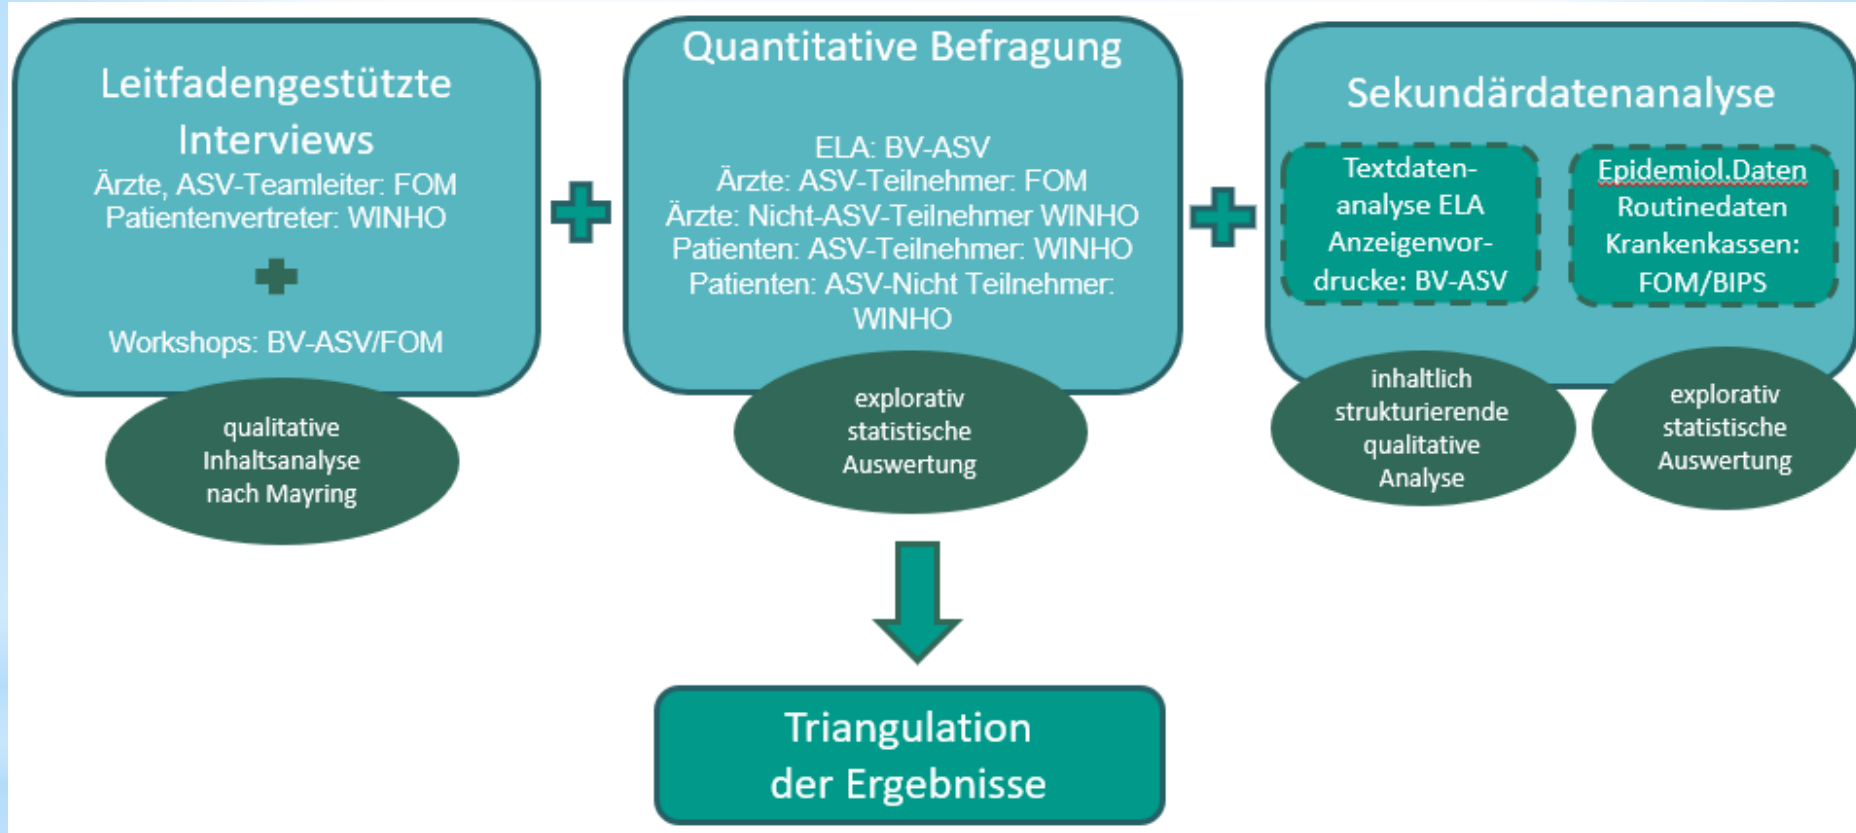 Leitfadengestützte
Interviews
Ärzte, ASV-Teamleiter: FOM
Patientenvertreter: WINHO
Workshops: BV-ASV/FOM
qualitative
Inhaltsanalyse
nach Mayring
Quantitative Befragung
ELA: BV-ASV
Ärzte: ASV-Teilnehmer: FOM
Ärzte: Nicht-ASV-Teilnehmer WINHO
Patienten: ASV-Teilnehmer: WINHO
Patienten: ASV-Nicht Teilnehmer:
WINHO
explorativ
statistische
Auswertung
Sekundärdatenanalyse
Textdaten-
analyse ELA
Anzeigenvor-
drucke: BV-ASV
Epidemiol.Daten
Routinedaten
Krankenkassen:
FOM/BIPS
inhaltlich
strukturierende
qualitative
Analyse
explorativ
statistische
Auswertung
Triangulation
der Ergebnisse